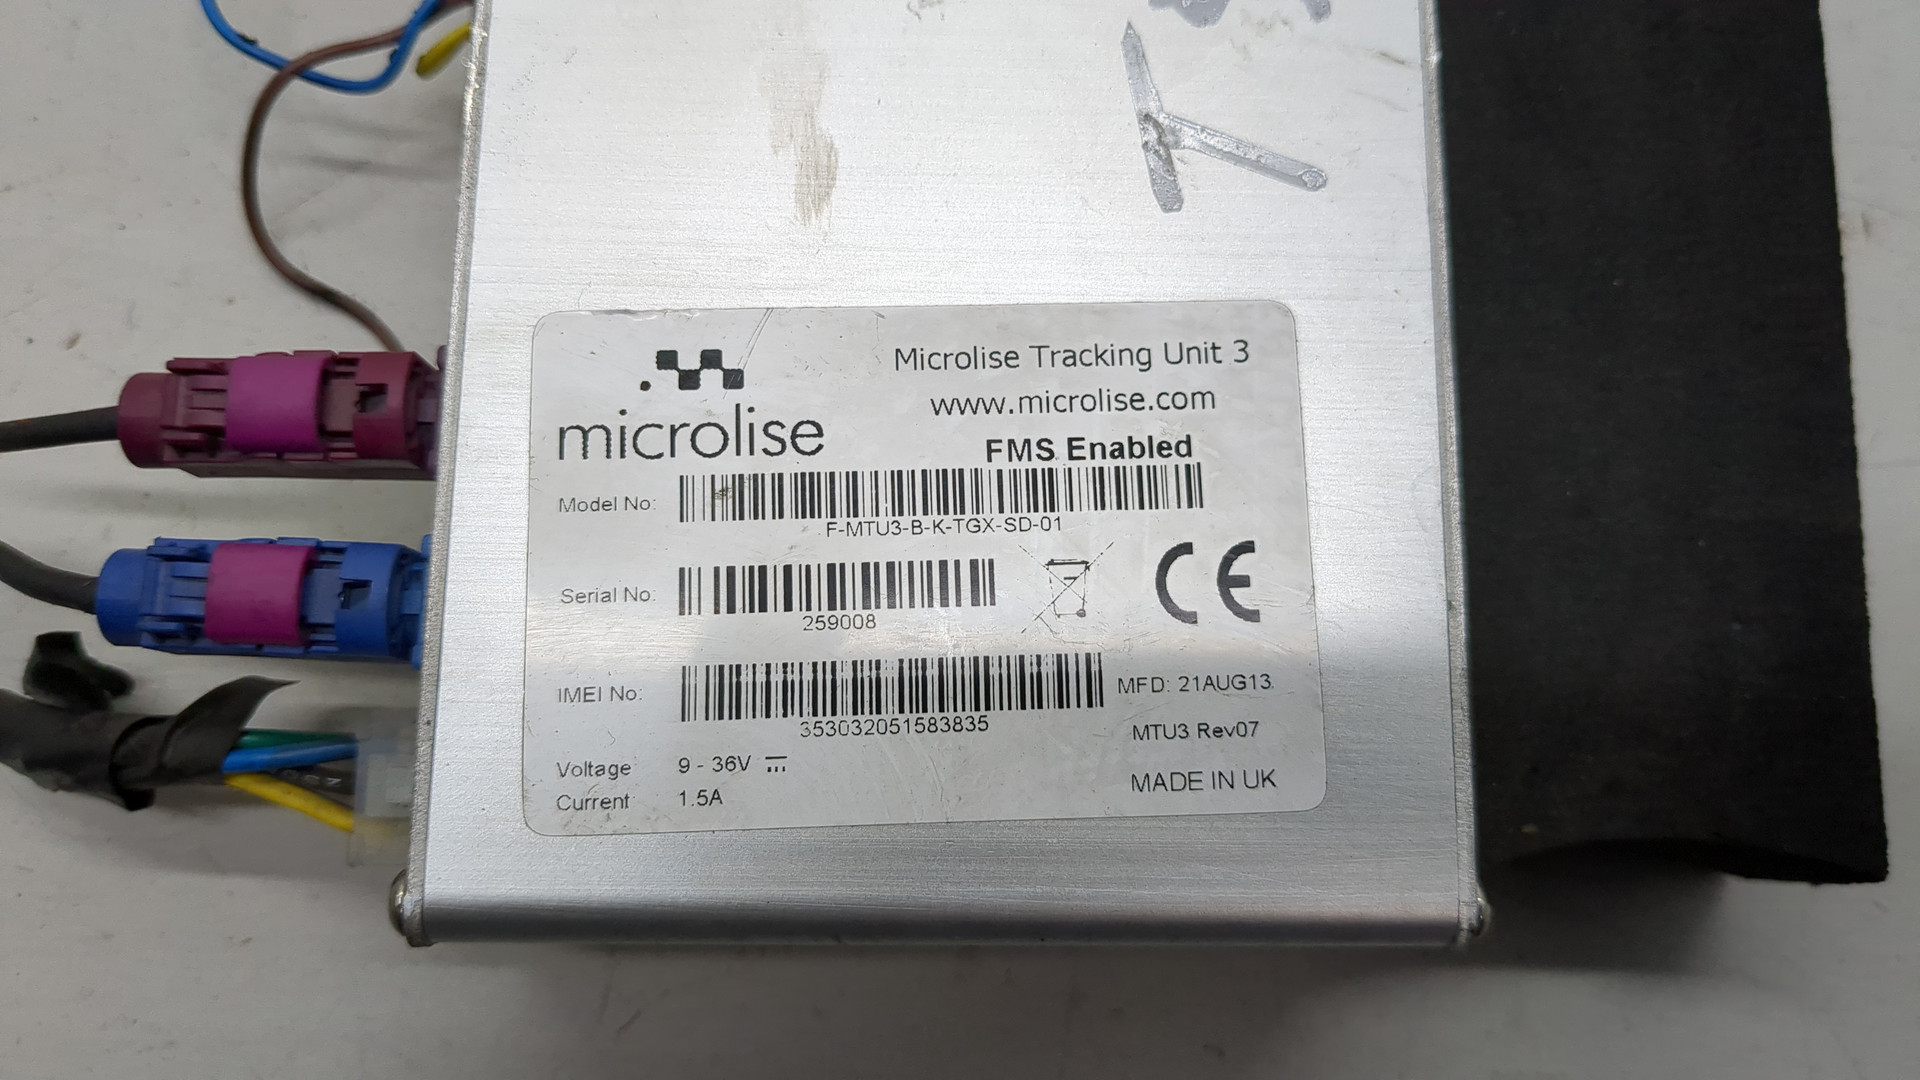 microlise
Microlise Tracking Unit 3
www.microlise.com
FMS Enabled
Model No:
F-MTU3-B-K-TGX-SD-01
Serial No:
259008
CE
IMEI No:
353032051583835
MFD: 21AUG13
MTU3 Rev07
Voltage 9 - 36V
Current 1.5A
MADE IN UK